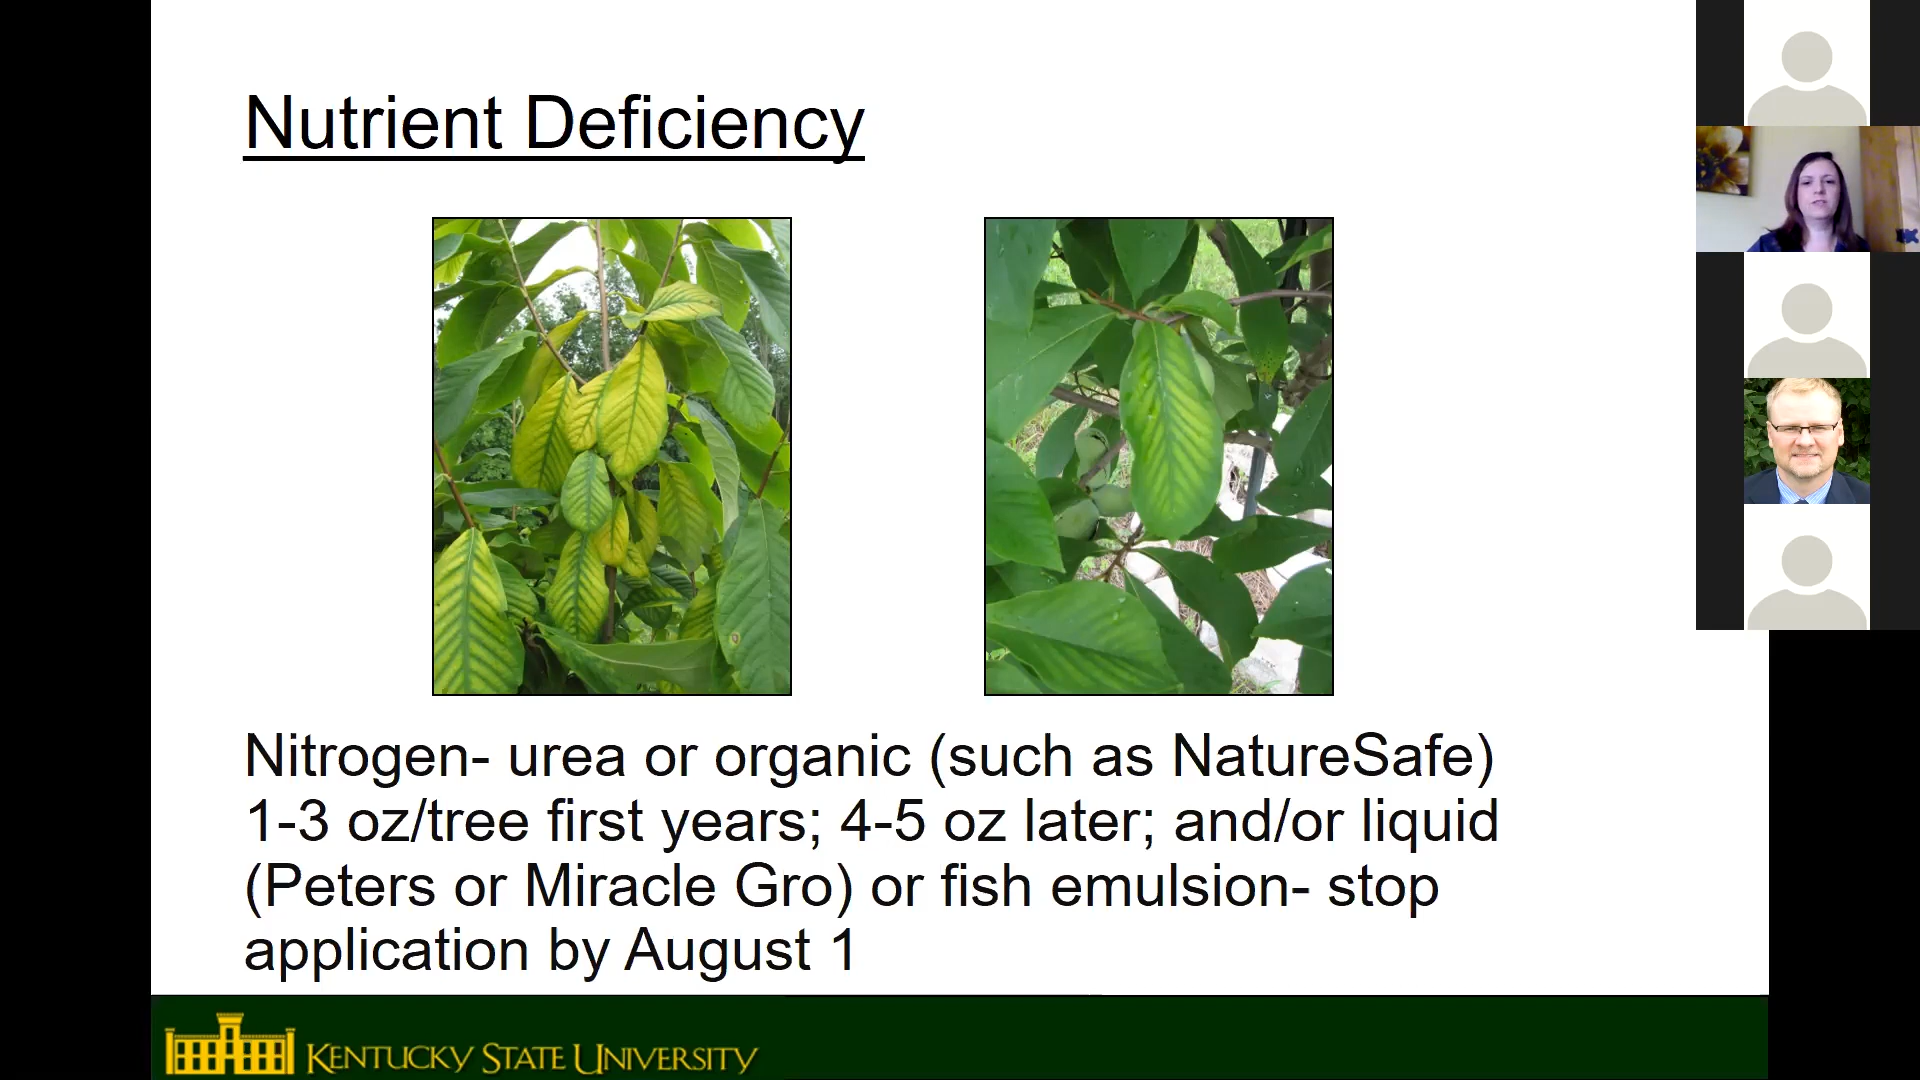 Nutrient Deficiency
Nitrogen- urea or organic (such as NatureSafe)
1-3 oz/tree first years; 4-5 oz later; and/or liquid
(Peters or Miracle Gro) or fish emulsion- stop
application by August 1
KENTUCKY STATE UNIVERSITY